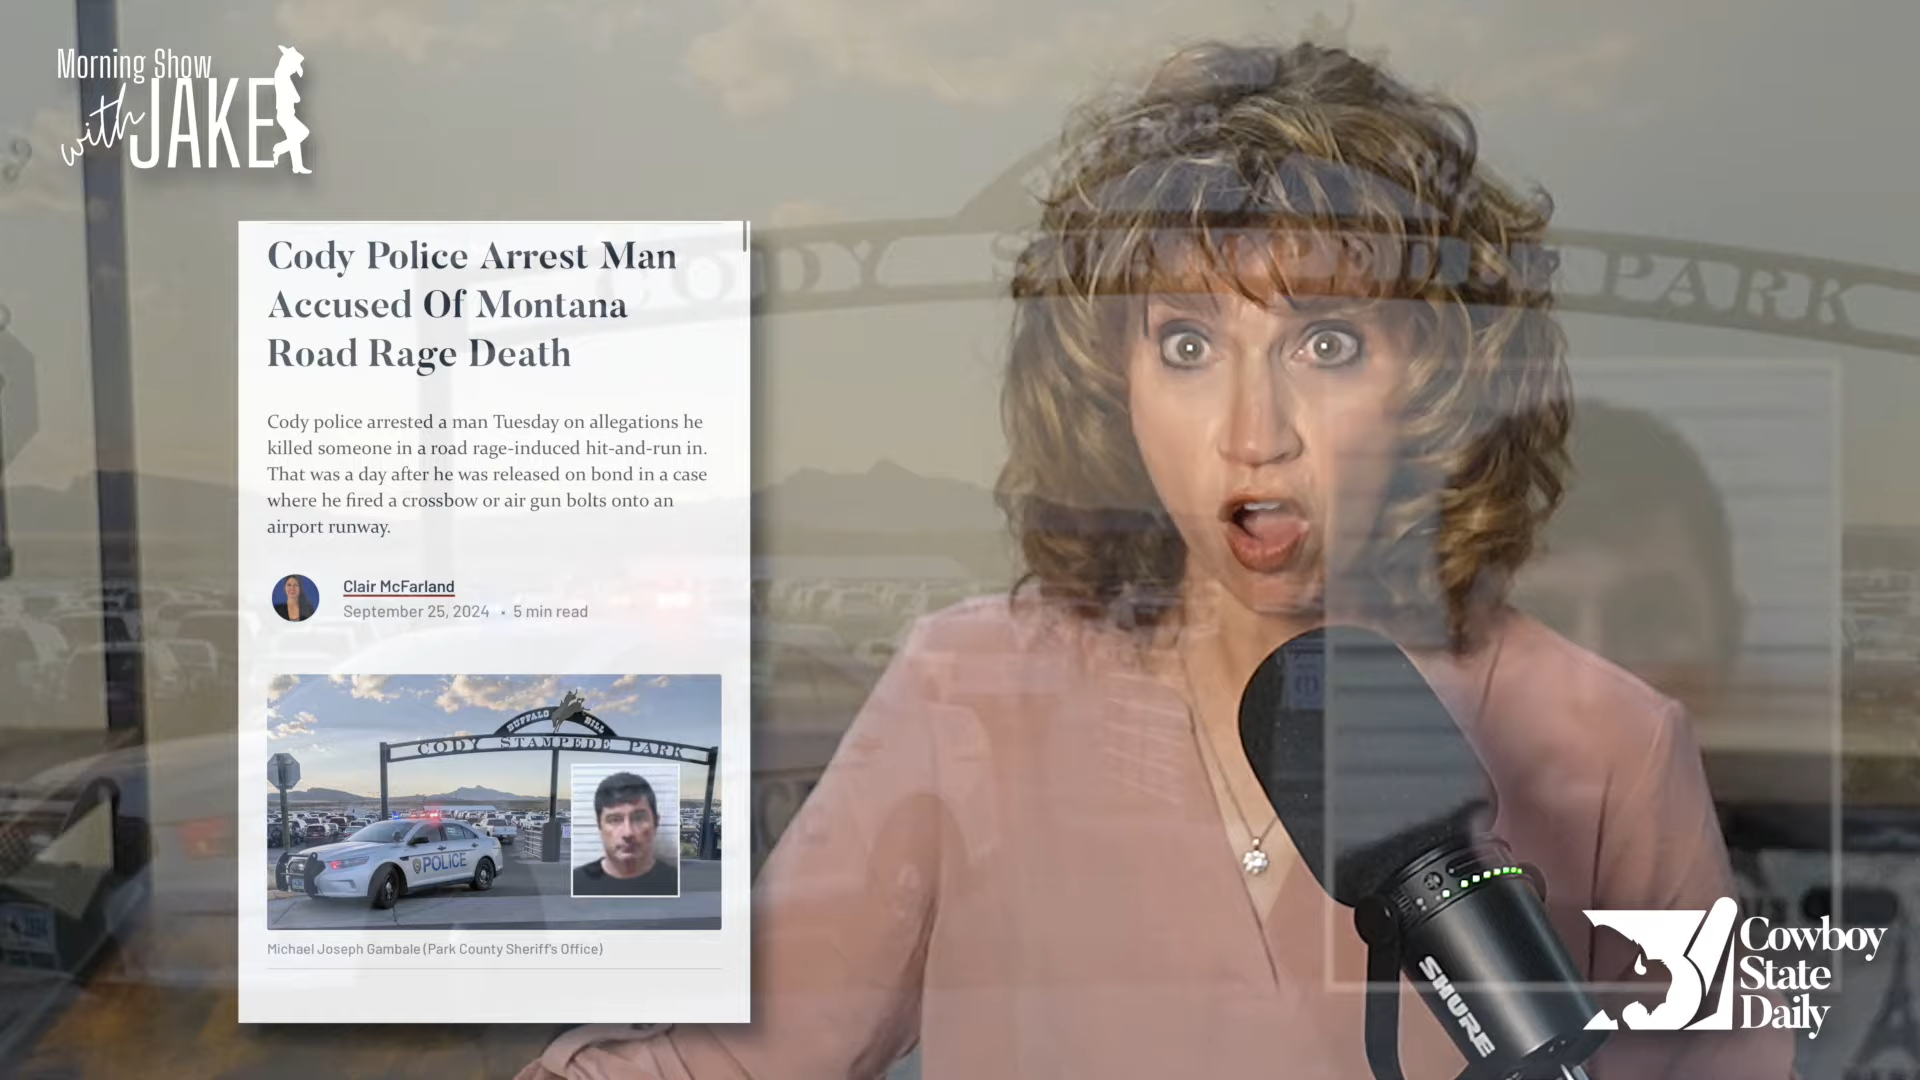 Morning Show
with JAKE
Cody Police Arrest Man
Accused Of Montana
Road Rage Death
Cody police arrested a man Tuesday on allegations he
killed someone in a road rage-induced hit-and-run in.
That was a day after he was released on bond in a case
where he fired a crossbow or air gun bolts onto an
airport runway.
Clair McFarland
September 25, 2024 • 5 min read
BUFFALO BILL
CODY STAMPEDE PARK
POLICE
Michael Joseph Gambale (Park County Sheriff's Office)
CODY STAMPEDE PARK
SHURE
Cowboy
State
Daily